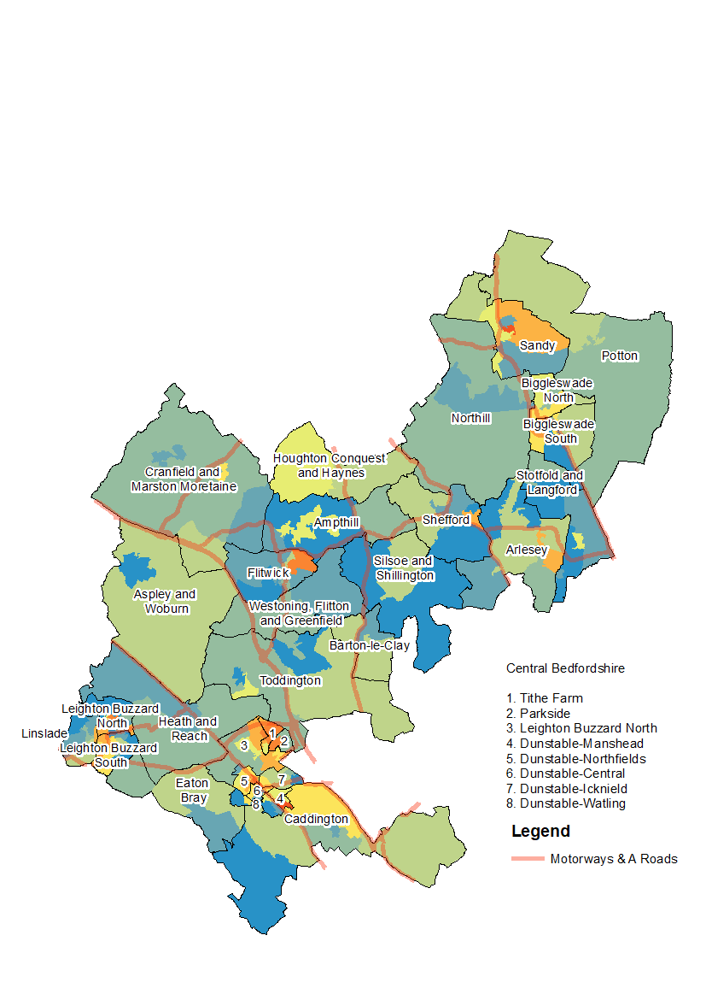 Sandy
Potton
Biggleswade
North
Northill
Biggleswade
South
Houghton Conquest
and Haynes
Cranfield and
Marston Moretaine
Stotfold and
Langford
Ampthill
Shefford
Arlesey
Flitwick
Silsoe and
Shillington
Aspley and
Woburn
Westoning, Flitton
and Greenfield
Barton-le-Clay
Toddington
Central Bedfordshire
1. Tithe Farm
2. Parkside
3. Leighton Buzzard North
4. Dunstable-Manshead
5. Dunstable-Northfields
6. Dunstable-Central
7. Dunstable-Icknield
8. Dunstable-Watling
Legend
Motorways & A Roads
Leighton Buzzard
North
Heath and
Reach
Linslade
Leighton Buzzard
South
1
2
3
Eaton
Bray
5
7
6
4
8
Caddington